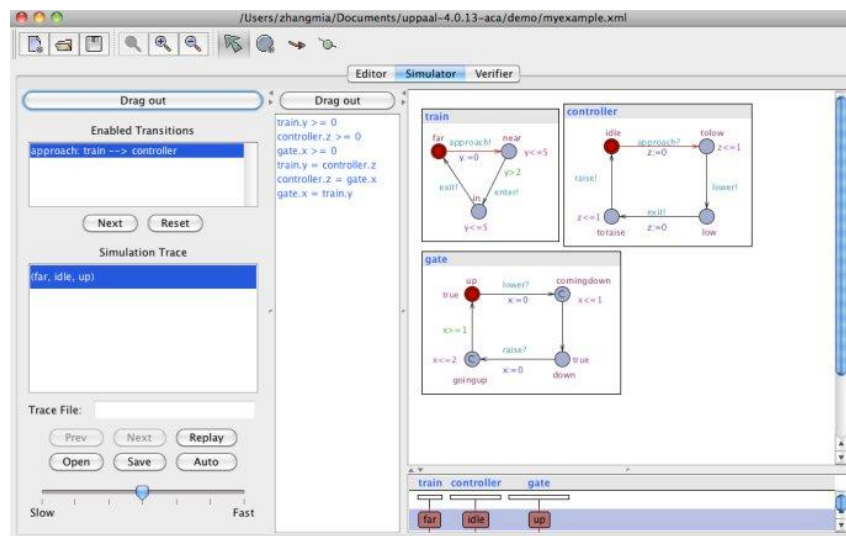 /Users/zhangmia/Documents/uppaal-4.0.13-aca/demo/myexample.xml
Editor Simulator Verifier
Drag out
Enabled Transitions
approach: train --> controller
Next Reset
Simulation Trace
(far, idle, up)
Trace File:
Prev Next Replay
Open Save Auto
Slow Fast
Drag out
train.y >= 0
controller.z >= 0
gate.x >= 0
train.y = controller.z
controller.z = gate.x
gate.x = train.y
train
far near
approach!
y:=0
y<=5
y>2
exit!
enter!
in
y<=5
controller
idle tolow
approach?
z:=0
z<=1
raise!
lower!
z<=1
exit!
z:=0
toraise low
gate
up comingdown
lower?
true
x:=0
C
x<=1
x>=1
raise?
x<=2
C
true
x:=0
goingup down
train controller gate
far idle up